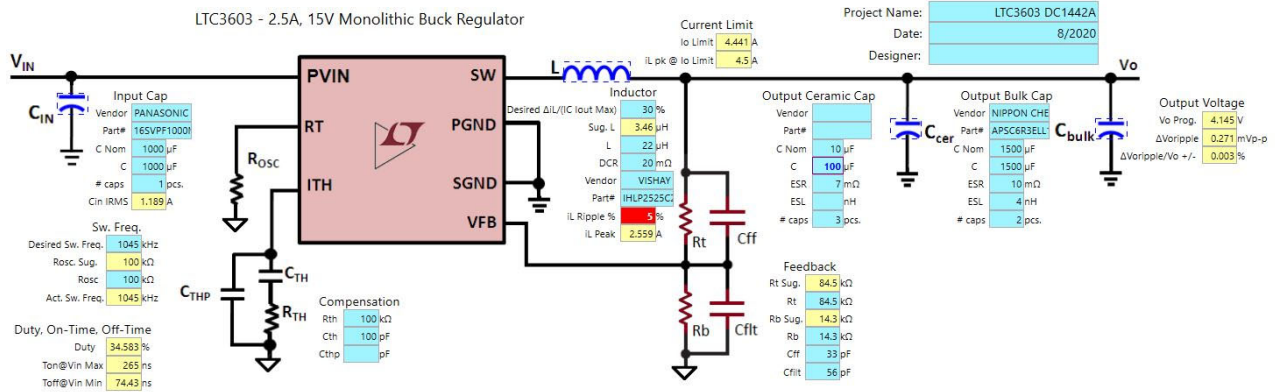 LTC3603 - 2.5A, 15V Monolithic Buck Regulator
Project Name: LTC3603 DC1442A
Date: 8/2020
Designer:
Current Limit
Io Limit 4.441 A
iL pk @ Io Limit 4.5 A
VIN
PVIN
SW
L
Vo
RT
PGND
ITH
SGND
VFB
CIN
Input Cap
Vendor PANASONIC
Part# 16SVPF1000
C Nom 1000 µF
C 1000 µF
# caps 1 pcs.
Cin IRMS 1.189 A
ROSC
Inductor
Desired ΔiL/(IC Iout Max) 30 %
Sug. L 3.46 µH
L 22 µH
DCR 20 mΩ
Vendor VISHAY
Part# IHLP2525C
iL Ripple % 5 %
iL Peak 2.559 A
Output Ceramic Cap
Vendor
Part#
C Nom 10 µF
C 100 µF
ESR 7 mΩ
ESL nH
# caps 3 pcs.
Ccer
Output Bulk Cap
Vendor NIPPON CHE
Part# APSC6R3ELL
C Nom 1500 µF
C 1500 µF
ESR 10 mΩ
ESL 4 nH
# caps 2 pcs.
Cbulk
Output Voltage
Vo Prog. 4.145 V
ΔVoripple 0.271 mVp-p
ΔVoripple/Vo +/- 0.003 %
Sw. Freq.
Desired Sw. Freq. 1045 kHz
Rosc. Sug. 100 kΩ
Rosc 100 kΩ
Act. Sw. Freq. 1045 kHz
CTHP
CTH
RTH
Compensation
Rth 100 kΩ
Cth 100 pF
Cthp pF
Rt
Cff
Rb
Cflt
Feedback
Rt Sug. 84.5 kΩ
Rt 84.5 kΩ
Rb Sug. 14.3 kΩ
Rb 14.3 kΩ
Cff 33 pF
Cfilt 56 pF
Duty, On-Time, Off-Time
Duty 34.583 %
Ton@Vin Max 265 ns
Toff@Vin Min 74.43 ns